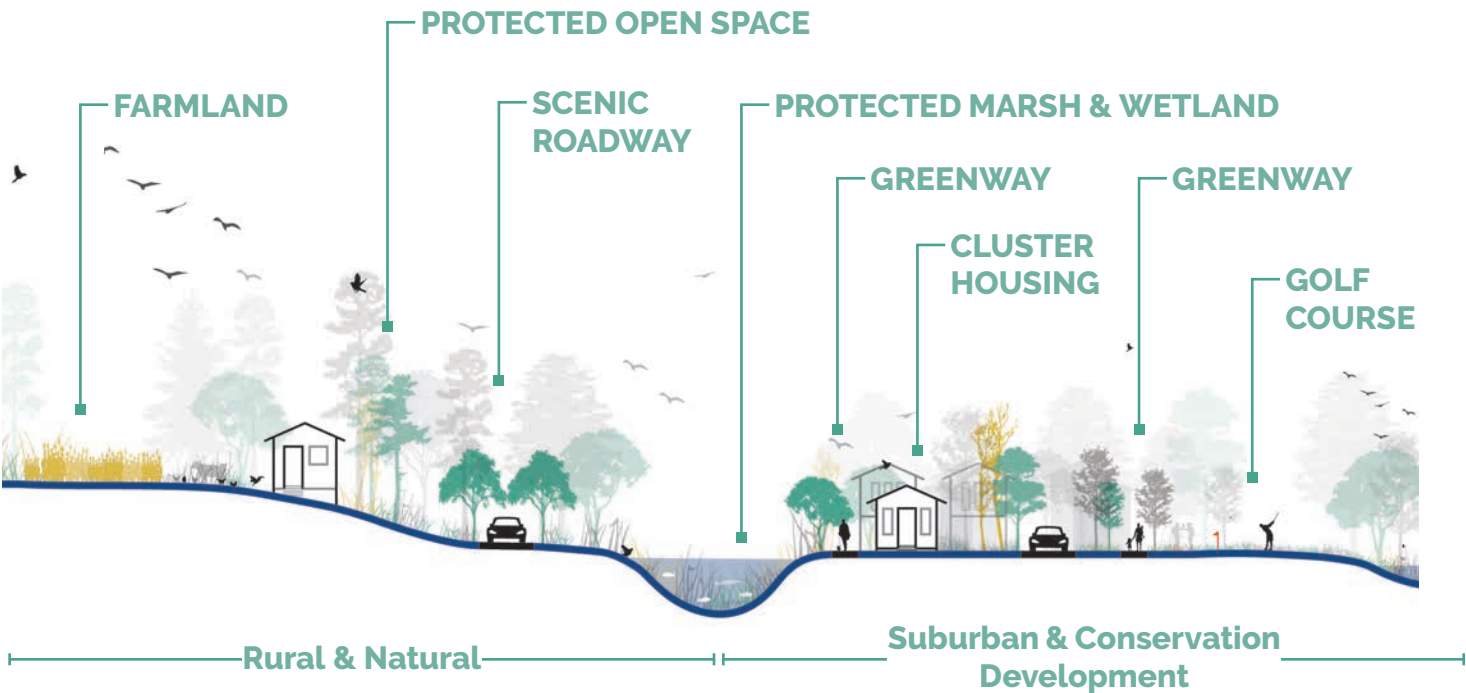 PROTECTED OPEN SPACE
FARMLAND
SCENIC
ROADWAY
PROTECTED MARSH & WETLAND
GREENWAY
GREENWAY
CLUSTER
HOUSING
GOLF
COURSE
Rural & Natural
Suburban & Conservation
Development